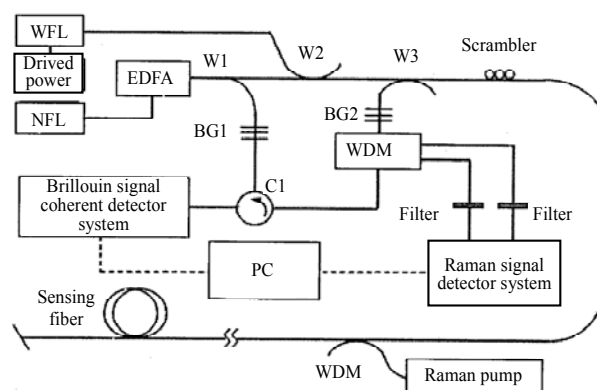 WFL
Drived power
NFL
EDFA
W1
W2
W3
Scrambler
BG1
BG2
WDM
C1
Brillouin signal
coherent detector
system
Filter
Filter
PC
Raman signal
detector system
Sensing
fiber
WDM
Raman pump